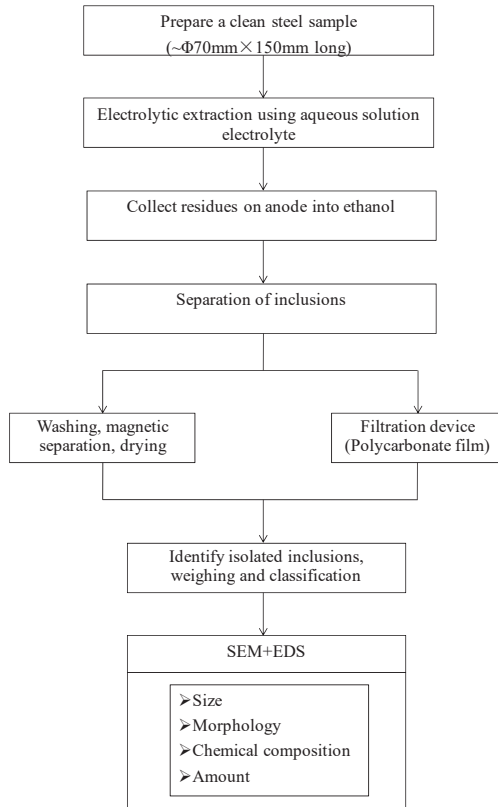 Prepare a clean steel sample
(~Φ70mm×150mm long)
Electrolytic extraction using aqueous solution
electrolyte
Collect residues on anode into ethanol
Separation of inclusions
Washing, magnetic
separation, drying
Filtration device
(Polycarbonate film)
Identify isolated inclusions,
weighing and classification
SEM+EDS
➢Size
➢Morphology
➢Chemical composition
➢Amount